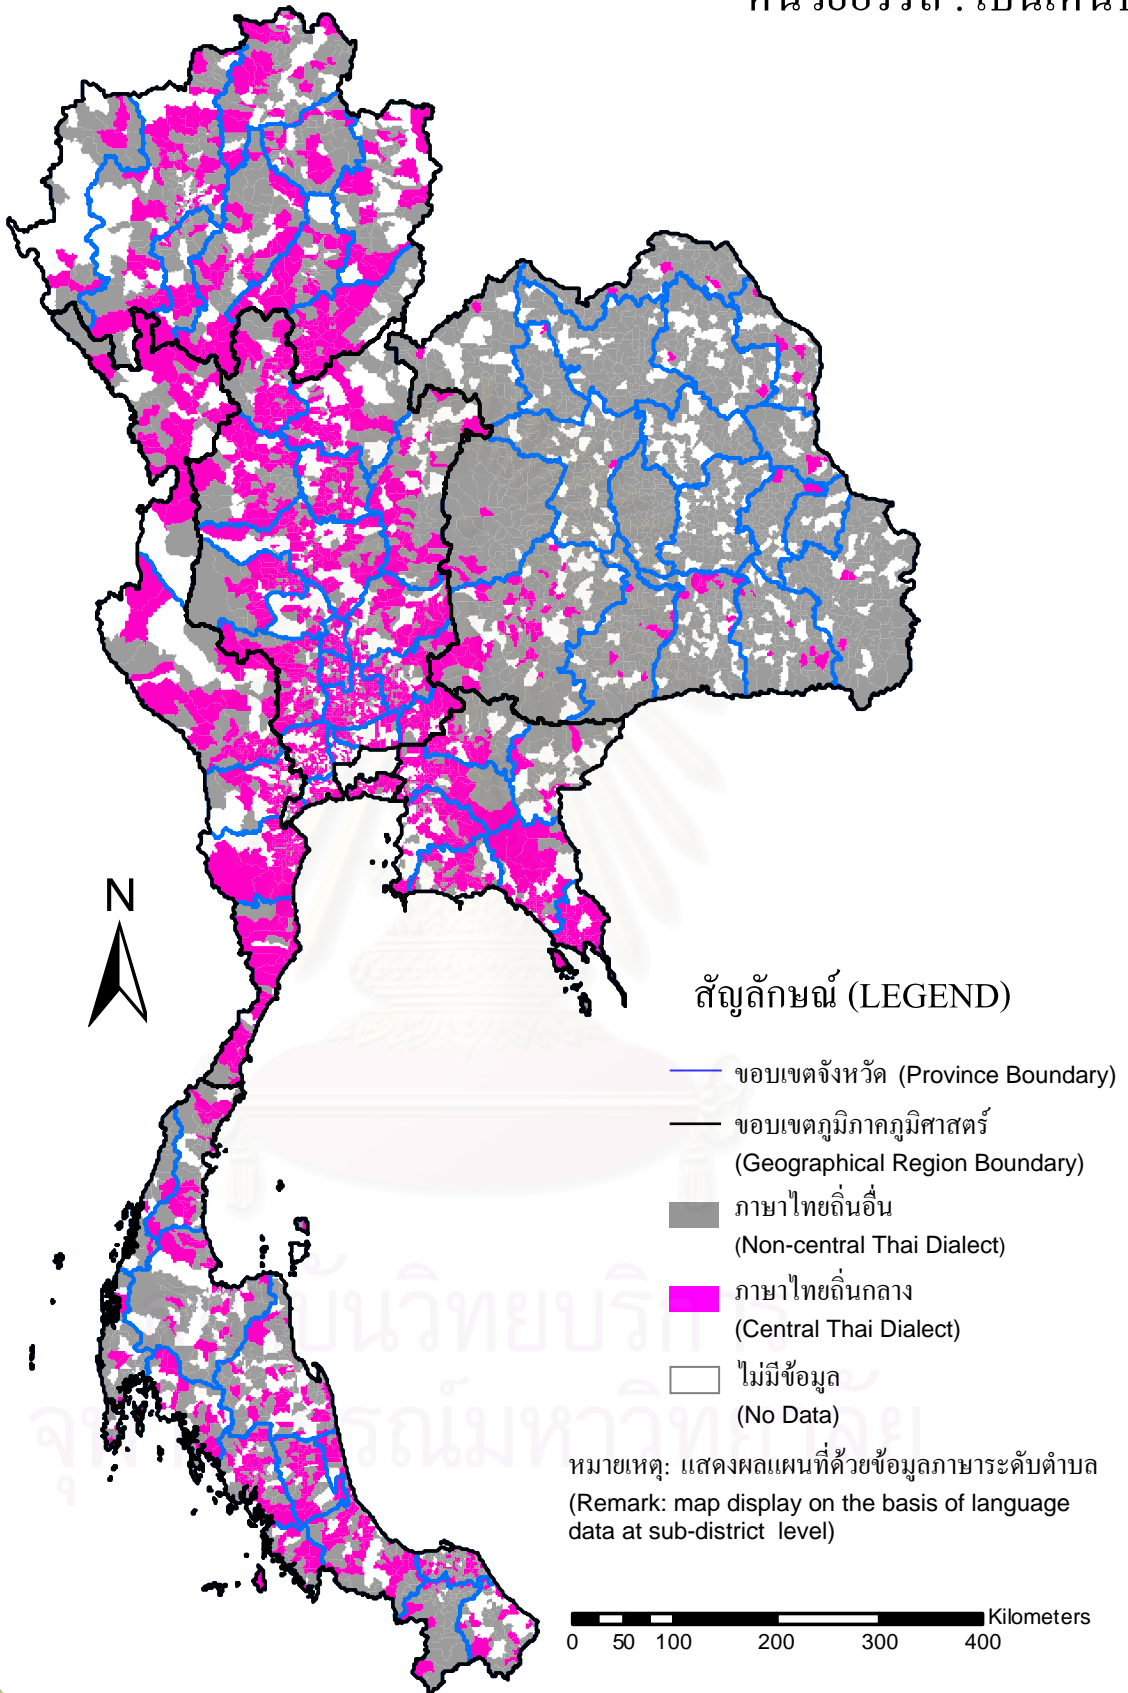 N
สัญลักษณ์ (LEGEND)
ขอบเขตจังหวัด (Province Boundary)
ขอบเขตภูมิภาคภูมิศาสตร์
(Geographical Region Boundary)
ภาษาไทยถิ่นอื่น
(Non-central Thai Dialect)
ภาษาไทยถิ่นกลาง
(Central Thai Dialect)
ไม่มีข้อมูล
(No Data)
หมายเหตุ: แสดงผลแผนที่ด้วยข้อมูลภาษาระดับตำบล
(Remark: map display on the basis of language
data at sub-district level)
Kilometers
0 50 100 200 300 400